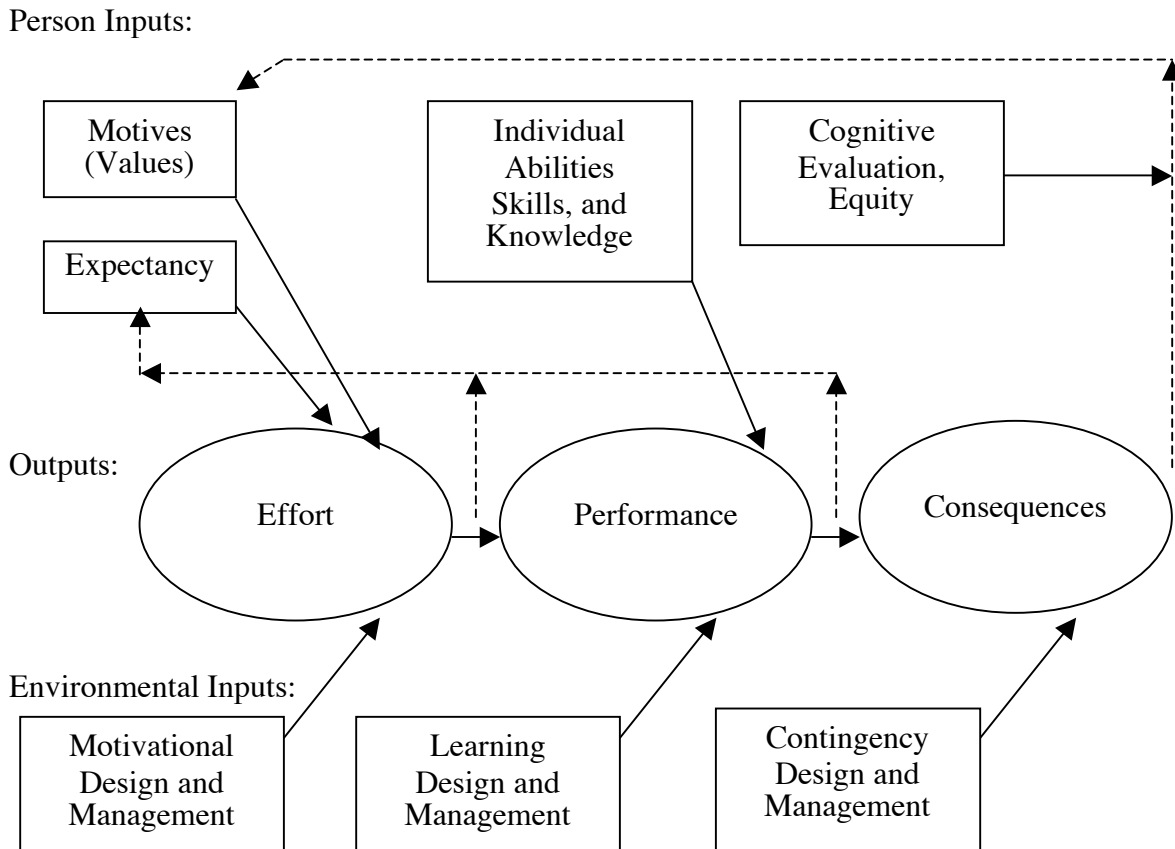 Person Inputs:
Motives
(Values)
Individual
Abilities
Skills, and
Knowledge
Cognitive
Evaluation,
Equity
Expectancy
Outputs:
Effort
Performance
Consequences
Environmental Inputs:
Motivational
Design and
Management
Learning
Design and
Management
Contingency
Design and
Management